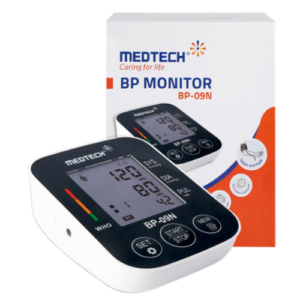 MEDTECH
Caring for life
BP MONITOR
BP-09N
MEDTECH
120
SYS
80
DIA
PUL
42
WHO
BP-09N
SET
START
STOP
MEM